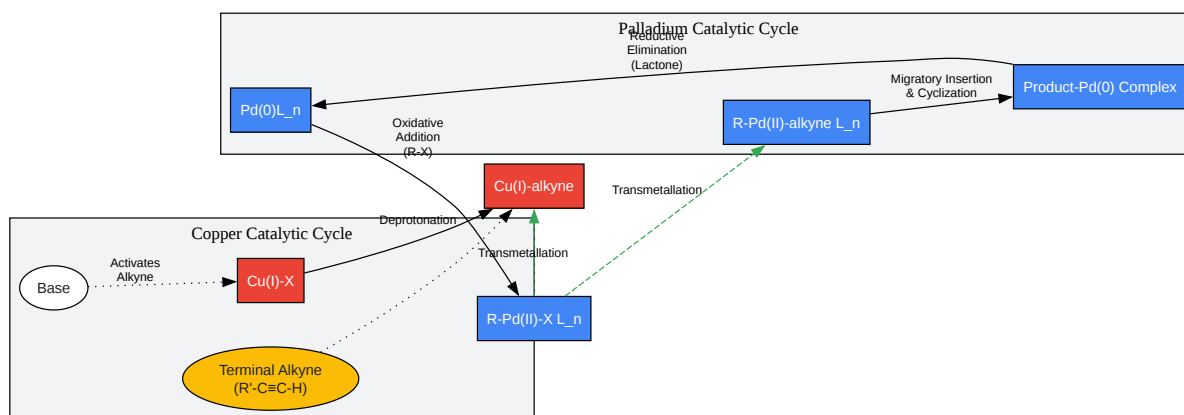 Palladium Catalytic Cycle
Reductive
Elimination
(Lactone)
Migratory Insertion
& Cyclization
Product-Pd(0) Complex
Pd(0)L_n
R-Pd(II)-alkyne L_n
Oxidative
Addition
(R-X)
Cu(I)-alkyne
Transmetallation
Deprotonation
Copper Catalytic Cycle
Transmetallation
Activates
Alkyne
Base
Cu(I)-X
R-Pd(II)-X L_n
Terminal Alkyne
(R'-C≡C-H)